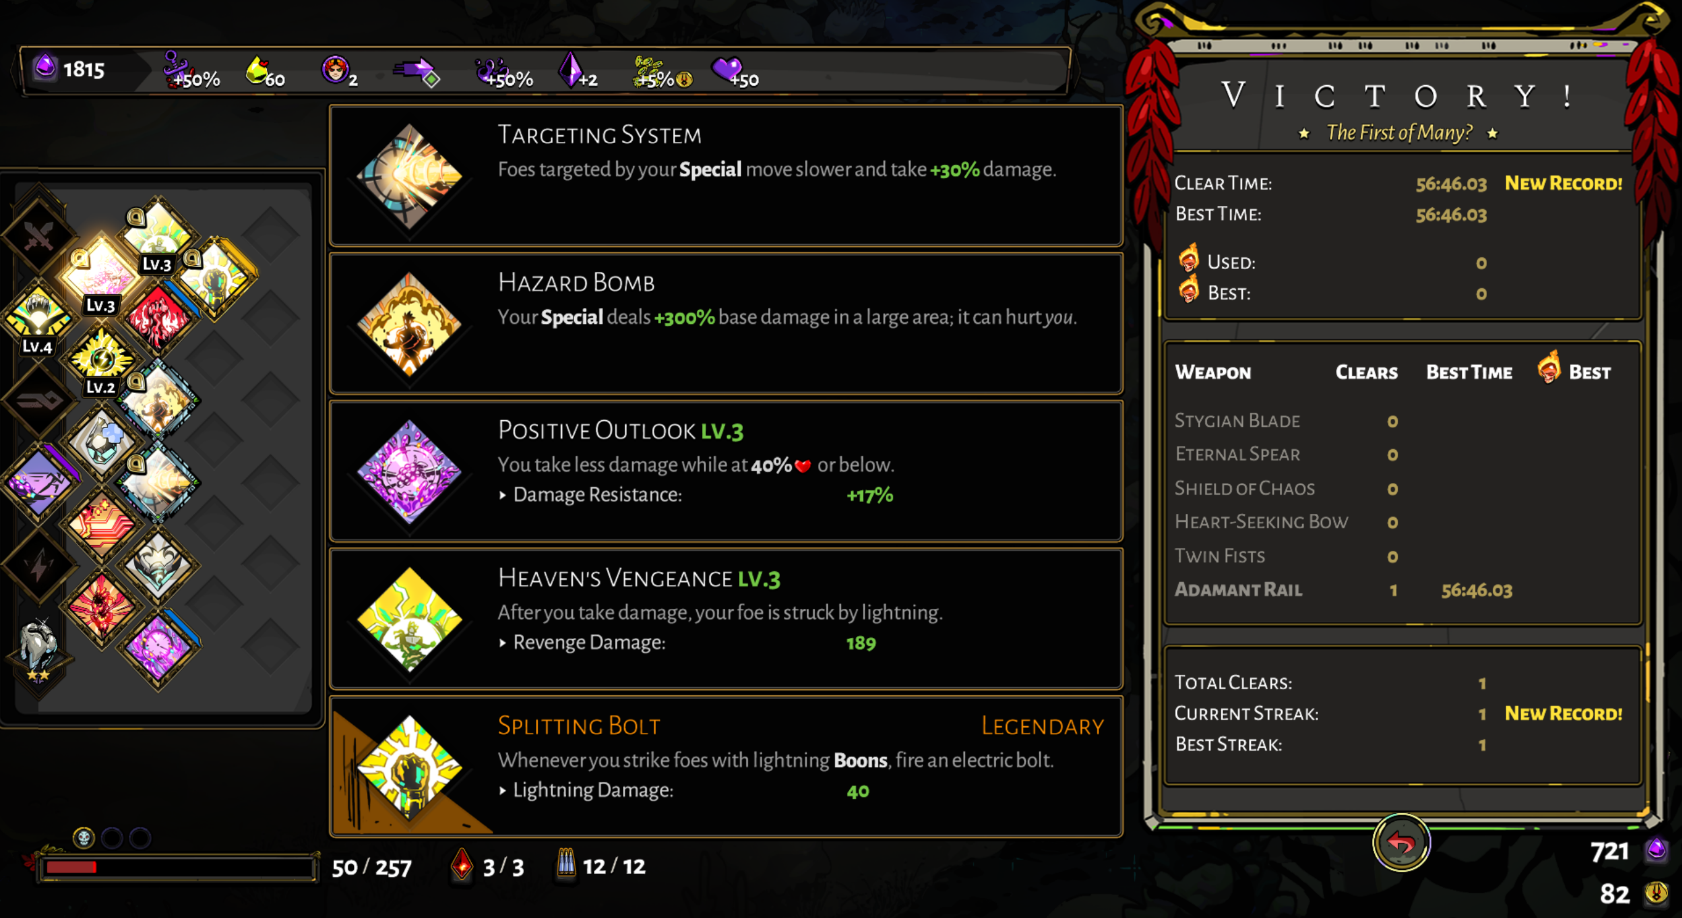 1815
+50%
60
2
+50%
+2
+5%
+50
Lv.3
Lv.3
Lv.4
Lv.2
Targeting System
Foes targeted by your Special move slower and take +30% damage.
Hazard Bomb
Your Special deals +300% base damage in a large area; it can hurt you.
Positive Outlook Lv.3
You take less damage while at 40% or below.
Damage Resistance: +17%
Heaven's Vengeance Lv.3
After you take damage, your foe is struck by lightning.
Revenge Damage: 189
Splitting Bolt Legendary
Whenever you strike foes with lightning Boons, fire an electric bolt.
Lightning Damage: 40
50 / 257
3 / 3
12 / 12
Victory!
The First of Many?
Clear Time: 56:46.03 New Record!
Best Time: 56:46.03
Used: 0
Best: 0
Weapon Clears Best Time Best
Stygian Blade 0
Eternal Spear 0
Shield of Chaos 0
Heart-Seeking Bow 0
Twin Fists 0
Adamant Rail 1 56:46.03
Total Clears: 1
Current Streak: 1 New Record!
Best Streak: 1
721
82